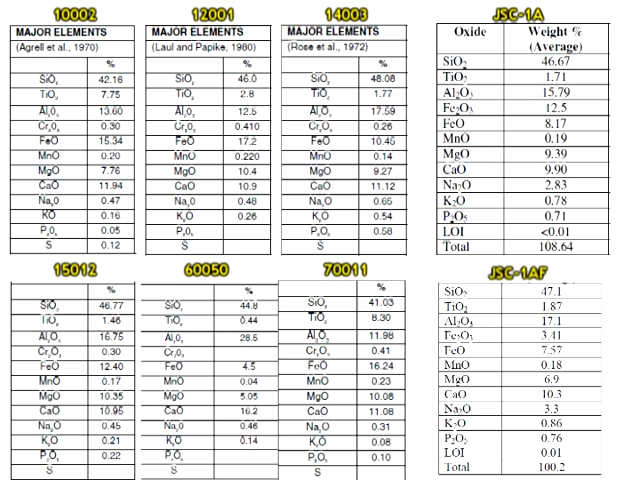 10002
MAJOR ELEMENTS
(Agrell et al., 1970)
%
SiO₂ 42.16
TiO₂ 7.75
Al₂O₃ 13.60
Cr₂O₃ 0.30
FeO 15.34
MnO 0.20
MgO 7.76
CaO 11.94
Na₂O 0.47
KO 0.16
P₂O₅ 0.05
S 0.12
12001
MAJOR ELEMENTS
(Laul and Papike, 1980)
%
SiO₂ 46.0
TiO₂ 2.8
Al₂O₃ 12.5
Cr₂O₃ 0.410
FeO 17.2
MnO 0.220
MgO 10.4
CaO 10.9
Na₂O 0.48
K₂O 0.26
P₂O₅
S
14003
MAJOR ELEMENTS
(Rose et al., 1972)
%
SiO₂ 48.08
TiO₂ 1.77
Al₂O₃ 17.59
Cr₂O₃ 0.26
FeO 10.45
MnO 0.14
MgO 9.27
CaO 11.12
Na₂O 0.65
K₂O 0.54
P₂O₅ 0.58
S
JSC-1A
Oxide Weight %
(Average)
SiO₂ 46.67
TiO₂ 1.71
Al₂O₃ 15.79
Fe₂O₃ 12.5
FeO 8.17
MnO 0.19
MgO 9.39
CaO 9.90
Na₂O 2.83
K₂O 0.78
P₂O₅ 0.71
LOI <0.01
Total 108.64
15012
%
SiO₂ 46.77
TiO₂ 1.46
Al₂O₃ 16.75
Cr₂O₃ 0.30
FeO 12.40
MnO 0.17
MgO 10.35
CaO 10.95
Na₂O 0.45
K₂O 0.21
P₂O₅ 0.22
S
60050
%
SiO₂ 44.8
TiO₂ 0.44
Al₂O₃ 28.5
Cr₂O₃
FeO 4.5
MnO 0.04
MgO 5.05
CaO 16.2
Na₂O 0.46
K₂O 0.14
P₂O₅
S
70011
%
SiO₂ 41.03
TiO₂ 8.30
Al₂O₃ 11.98
Cr₂O₃ 0.41
FeO 16.24
MnO 0.23
MgO 10.08
CaO 11.08
Na₂O 0.31
K₂O 0.08
P₂O₅ 0.10
S
JSC-1AF
SiO₂ 47.1
TiO₂ 1.87
Al₂O₃ 17.1
Fe₂O₃ 3.41
FeO 7.57
MnO 0.18
MgO 6.9
CaO 10.3
Na₂O 3.3
K₂O 0.86
P₂O₅ 0.76
LOI 0.01
Total 100.2